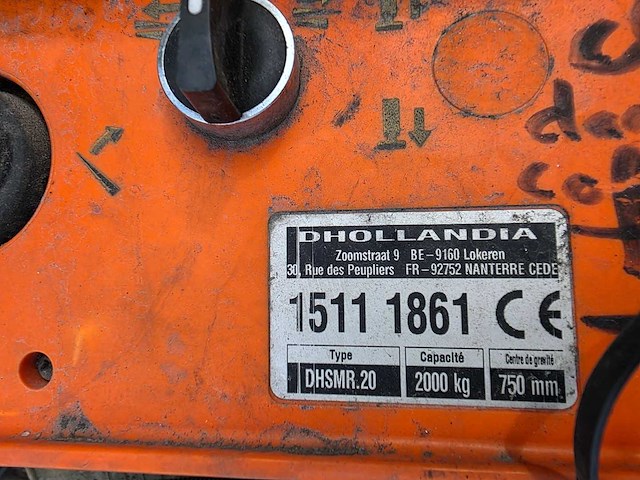 DHOLLANDIA
Zoomstraat 9 BE-9160 Lokeren
30, Rue des Peupliers FR-92752 NANTERRE CEDE
1511 1861 CE
Type Capacité Centre de gravité
DHSMR.20 2000 kg 750 mm